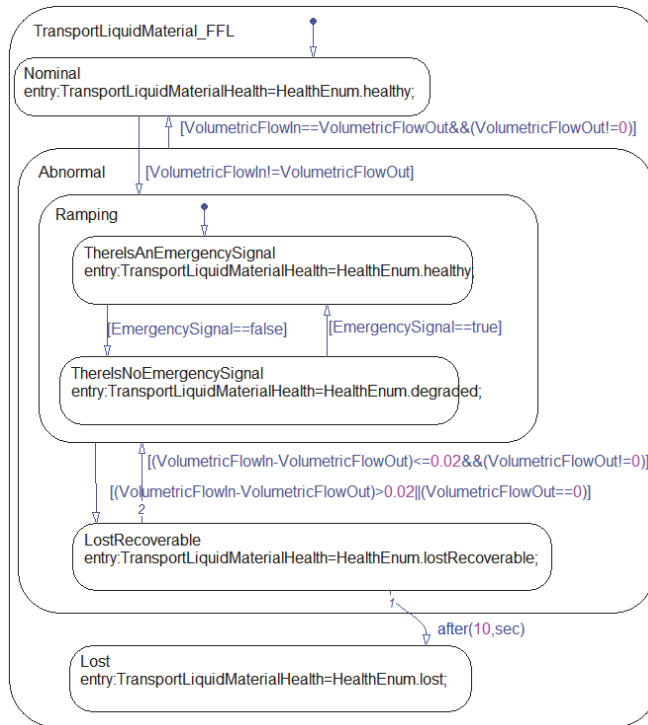 TransportLiquidMaterial_FFL
Nominal
entry:TransportLiquidMaterialHealth=HealthEnum.healthy;
[VolumetricFlowIn==VolumetricFlowOut&&(VolumetricFlowOut!=0)]
Abnormal
[VolumetricFlowIn!=VolumetricFlowOut]
Ramping
ThereIsAnEmergencySignal
entry:TransportLiquidMaterialHealth=HealthEnum.healthy;
[EmergencySignal==false]
[EmergencySignal==true]
ThereIsNoEmergencySignal
entry:TransportLiquidMaterialHealth=HealthEnum.degraded;
[(VolumetricFlowIn-VolumetricFlowOut)<=0.02&&(VolumetricFlowOut!=0)]
[(VolumetricFlowIn-VolumetricFlowOut)>0.02||(VolumetricFlowOut==0)]
2
LostRecoverable
entry:TransportLiquidMaterialHealth=HealthEnum.lostRecoverable;
1
after(10,sec)
Lost
entry:TransportLiquidMaterialHealth=HealthEnum.lost;